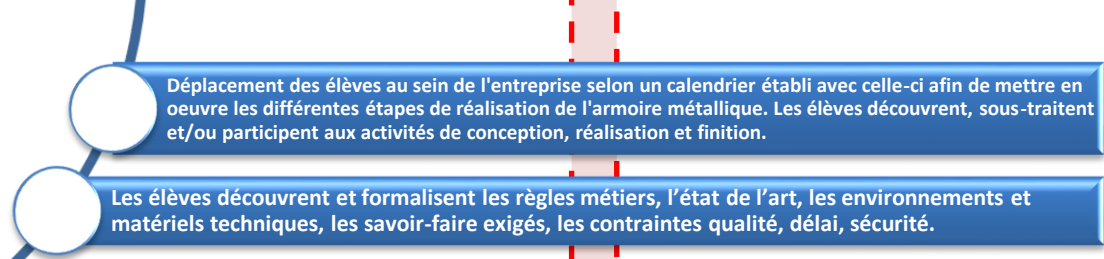 Déplacement des élèves au sein de l'entreprise selon un calendrier établi avec celle-ci afin de mettre en
oeuvre les différentes étapes de réalisation de l'armoire métallique. Les élèves découvrent, sous-traitent
et/ou participent aux activités de conception, réalisation et finition.
Les élèves découvrent et formalisent les règles métiers, l’état de l’art, les environnements et
matériels techniques, les savoir-faire exigés, les contraintes qualité, délai, sécurité.